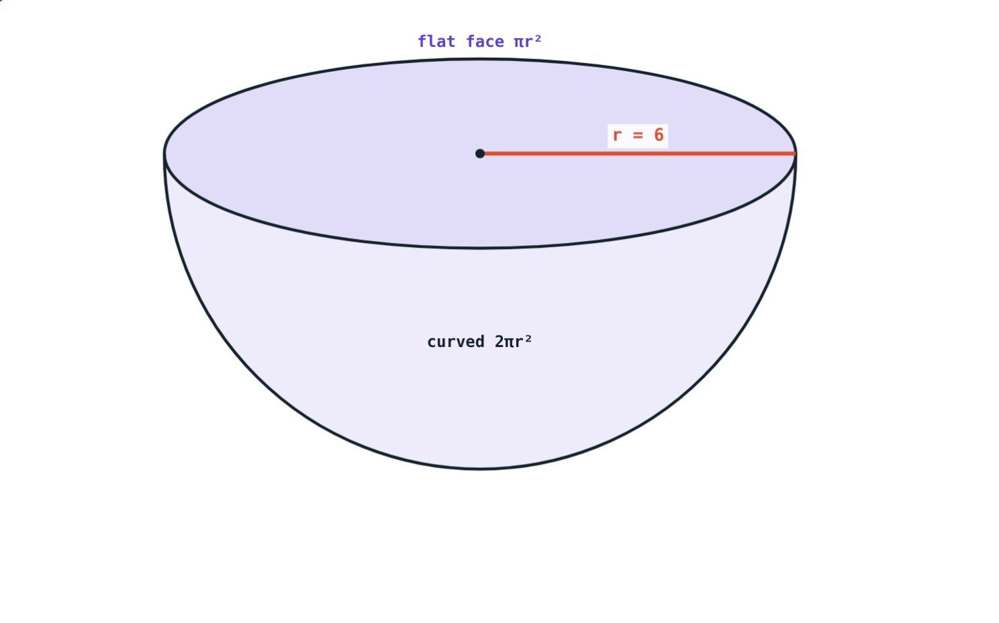 flat face πr²
r = 6
curved 2πr²